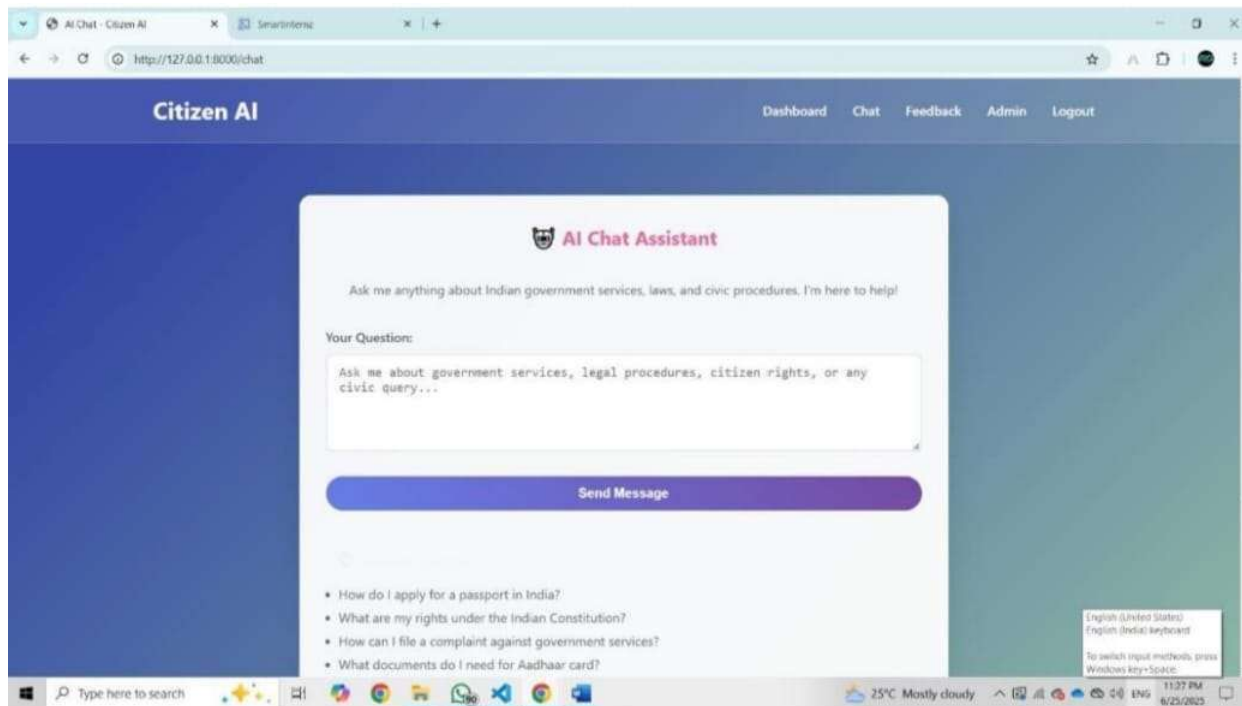 AI Chat - Citizen AI
SmartInternz
http://127.0.0.1:8000/chat
Citizen AI
Dashboard Chat Feedback Admin Logout
AI Chat Assistant
Ask me anything about Indian government services, laws, and civic procedures. I'm here to help!
Your Question:
Ask me about government services, legal procedures, citizen rights, or any
civic query...
Send Message
• How do I apply for a passport in India?
• What are my rights under the Indian Constitution?
• How can I file a complaint against government services?
• What documents do I need for Aadhaar card?
English (United States)
English (India) keyboard
To switch input methods, press
Windows key+Space.
Type here to search
25°C Mostly cloudy
ENG
11:27 PM
6/25/2025